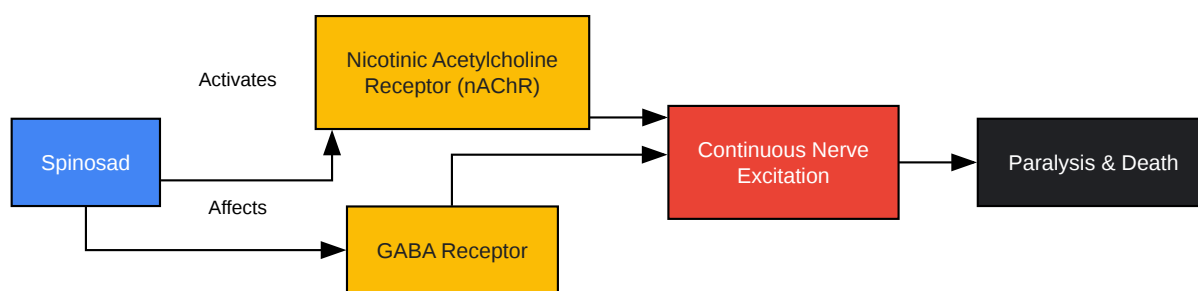 Nicotinic Acetylcholine
Receptor (nAChR)
Activates
Spinosad
Affects
GABA Receptor
Continuous Nerve
Excitation
Paralysis & Death